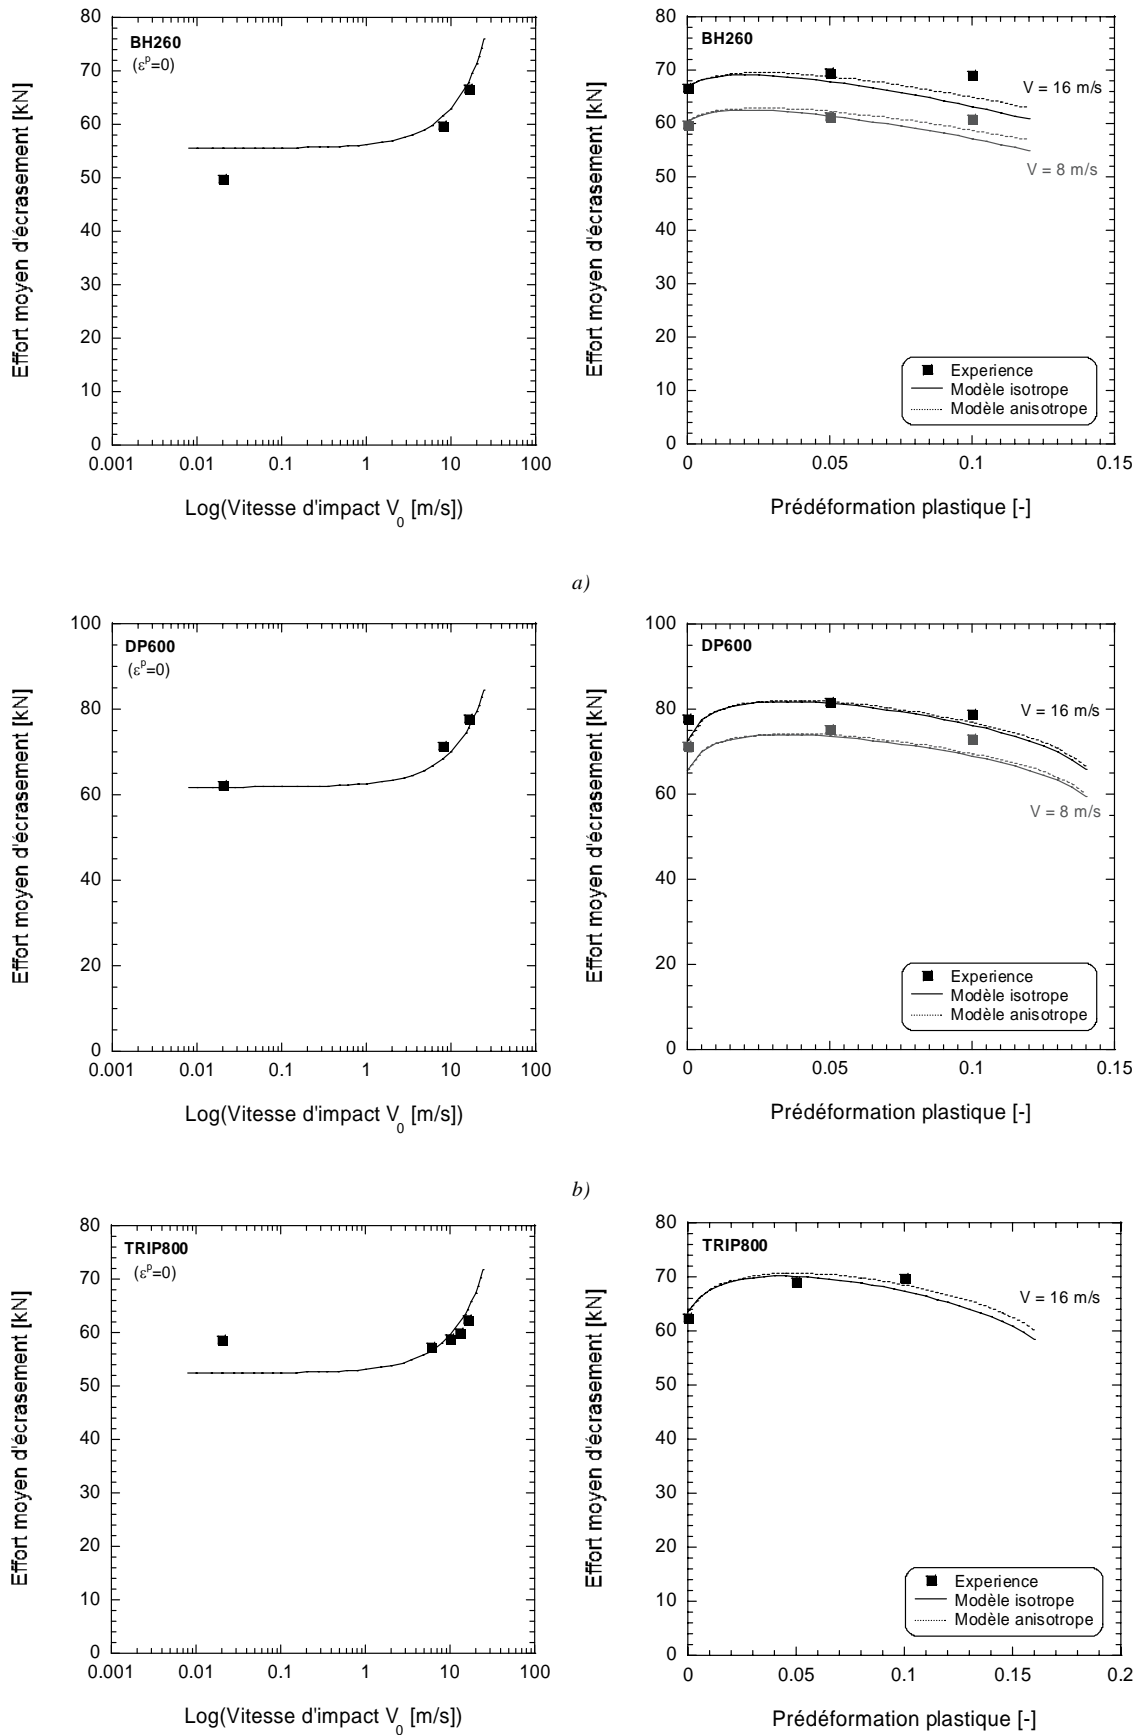 BH260
(ε^p=0)
Effort moyen d'écrasement [kN]
80
70
60
50
40
30
20
10
0
0.001
0.01
0.1
1
10
100
Log(Vitesse d'impact V_0 [m/s])
BH260
V = 16 m/s
V = 8 m/s
Effort moyen d'écrasement [kN]
80
70
60
50
40
30
20
10
0
Experience
Modèle isotrope
Modèle anisotrope
0
0.05
0.1
0.15
Prédéformation plastique [-]
a)
DP600
(ε^p=0)
Effort moyen d'écrasement [kN]
100
80
60
40
20
0
0.001
0.01
0.1
1
10
100
Log(Vitesse d'impact V_0 [m/s])
DP600
V = 16 m/s
V = 8 m/s
Effort moyen d'écrasement [kN]
100
80
60
40
20
0
Experience
Modèle isotrope
Modèle anisotrope
0
0.05
0.1
0.15
Prédéformation plastique [-]
b)
TRIP800
(ε^p=0)
Effort moyen d'écrasement [kN]
80
70
60
50
40
30
20
10
0
0.001
0.01
0.1
1
10
100
Log(Vitesse d'impact V_0 [m/s])
TRIP800
V = 16 m/s
Effort moyen d'écrasement [kN]
80
70
60
50
40
30
20
10
0
Experience
Modèle isotrope
Modèle anisotrope
0
0.05
0.1
0.15
0.2
Prédéformation plastique [-]